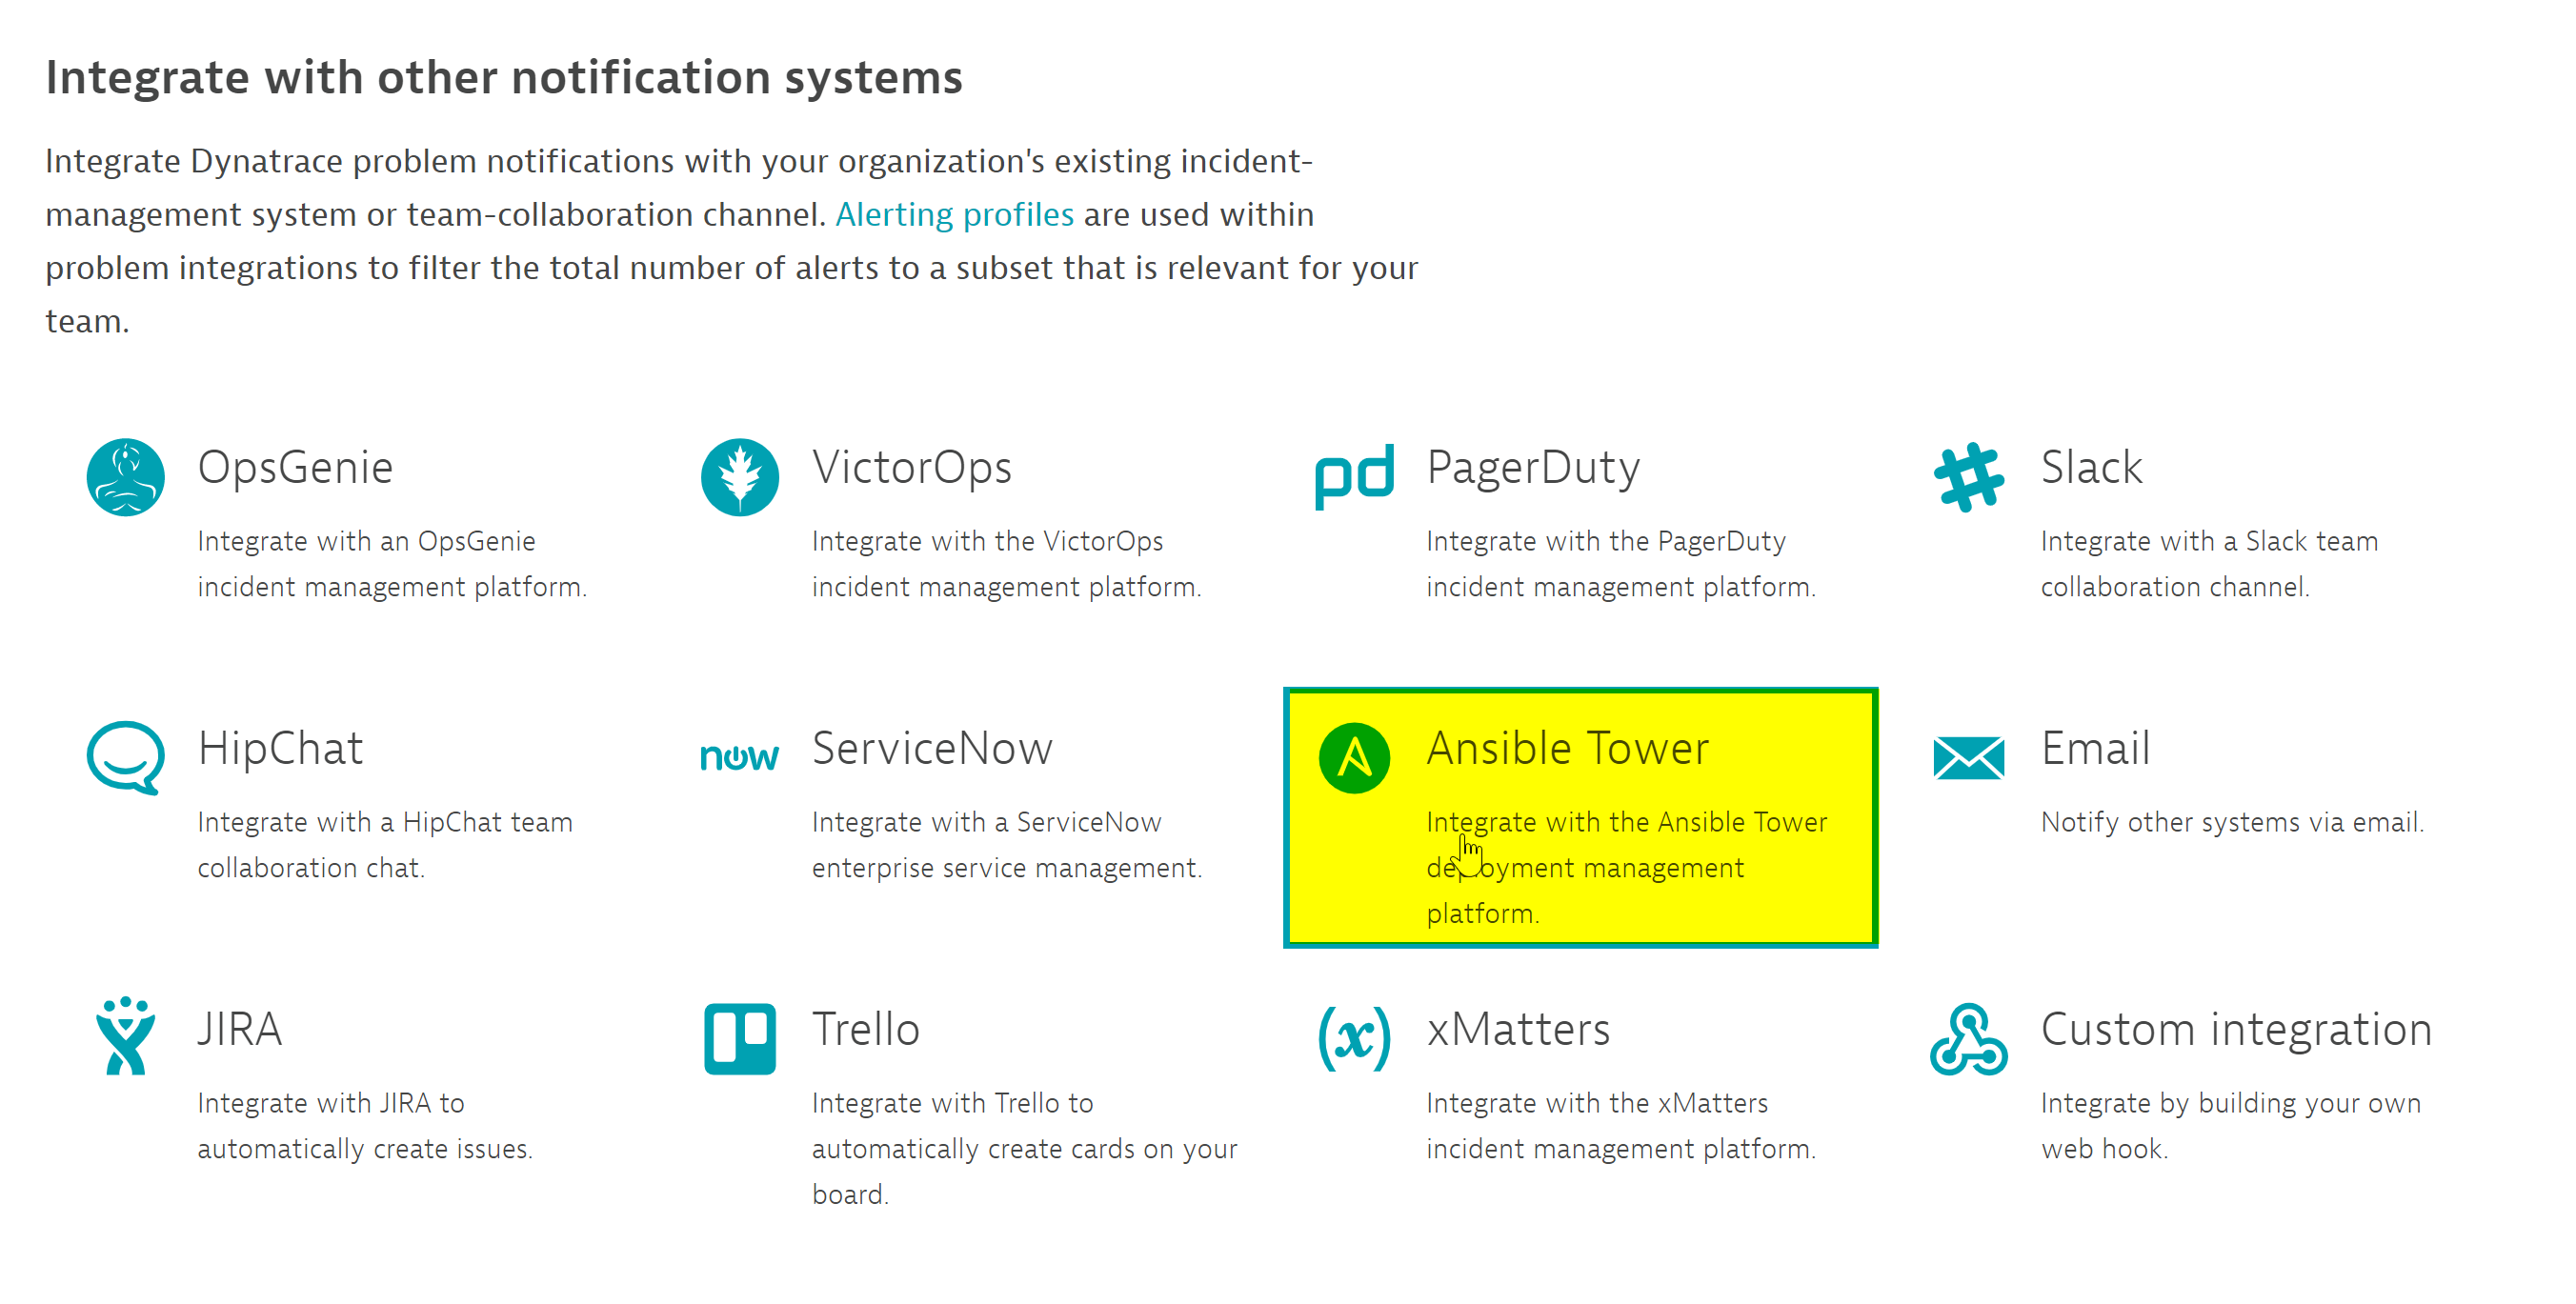 Integrate with other notification systems
Integrate Dynatrace problem notifications with your organization's existing incident-
management system or team-collaboration channel. Alerting profiles are used within
problem integrations to filter the total number of alerts to a subset that is relevant for your
team.
OpsGenie
Integrate with an OpsGenie
incident management platform.
VictorOps
Integrate with the VictorOps
incident management platform.
pd
PagerDuty
Integrate with the PagerDuty
incident management platform.
Slack
Integrate with a Slack team
collaboration channel.
HipChat
Integrate with a HipChat team
collaboration chat.
now
ServiceNow
Integrate with a ServiceNow
enterprise service management.
A
Ansible Tower
Integrate with the Ansible Tower
deployment management
platform.
Email
Notify other systems via email.
JIRA
Integrate with JIRA to
automatically create issues.
Trello
Integrate with Trello to
automatically create cards on your
board.
(x)
xMatters
Integrate with the xMatters
incident management platform.
Custom integration
Integrate by building your own
web hook.